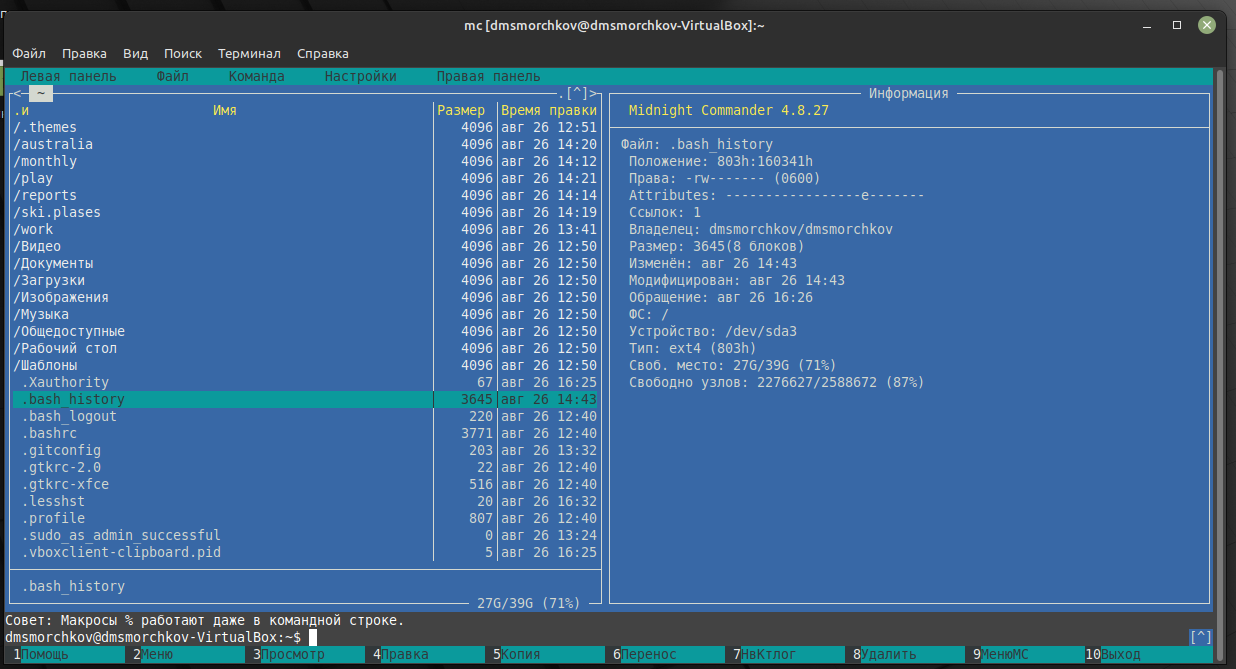 mc [dmsmorchkov@dmsmorchkov-VirtualBox]:~
Файл Правка Вид Поиск Терминал Справка
Левая панель Файл Команда Настройки Правая панель
<─ ~ ─.[^]>
.и Имя Размер Время правки
/.themes 4096 авг 26 12:51
/australia 4096 авг 26 14:20
/monthly 4096 авг 26 14:12
/play 4096 авг 26 14:21
/reports 4096 авг 26 14:14
/ski.plases 4096 авг 26 14:19
/work 4096 авг 26 13:41
/Видео 4096 авг 26 12:50
/Документы 4096 авг 26 12:50
/Загрузки 4096 авг 26 12:50
/Изображения 4096 авг 26 12:50
/Музыка 4096 авг 26 12:50
/Общедоступные 4096 авг 26 12:50
/Рабочий стол 4096 авг 26 12:50
/Шаблоны 4096 авг 26 12:50
.Xauthority 67 авг 26 16:25
.bash_history 3645 авг 26 14:43
.bash_logout 220 авг 26 12:40
.bashrc 3771 авг 26 12:40
.gitconfig 203 авг 26 13:32
.gtkrc-2.0 22 авг 26 12:40
.gtkrc-xfce 516 авг 26 12:40
.lesshst 20 авг 26 16:32
.profile 807 авг 26 12:40
.sudo_as_admin_successful 0 авг 26 13:24
.vboxclient-clipboard.pid 5 авг 26 16:25
.bash_history
27G/39G (71%)
Информация
Midnight Commander 4.8.27
Файл: .bash_history
Положение: 803h:160341h
Права: -rw------- (0600)
Attributes: -----------------e-------
Ссылок: 1
Владелец: dmsmorchkov/dmsmorchkov
Размер: 3645(8 блоков)
Изменён: авг 26 14:43
Модифицирован: авг 26 14:43
Обращение: авг 26 16:26
ФС: /
Устройство: /dev/sda3
Тип: ext4 (803h)
Своб. место: 27G/39G (71%)
Свободно узлов: 2276627/2588672 (87%)
Совет: Макросы % работают даже в командной строке.
dmsmorchkov@dmsmorchkov-VirtualBox:~$ [^]
1Помощь 2Меню 3Просмотр 4Правка 5Копия 6Перенос 7НвКтлог 8Удалить 9МенюМС 10Выход